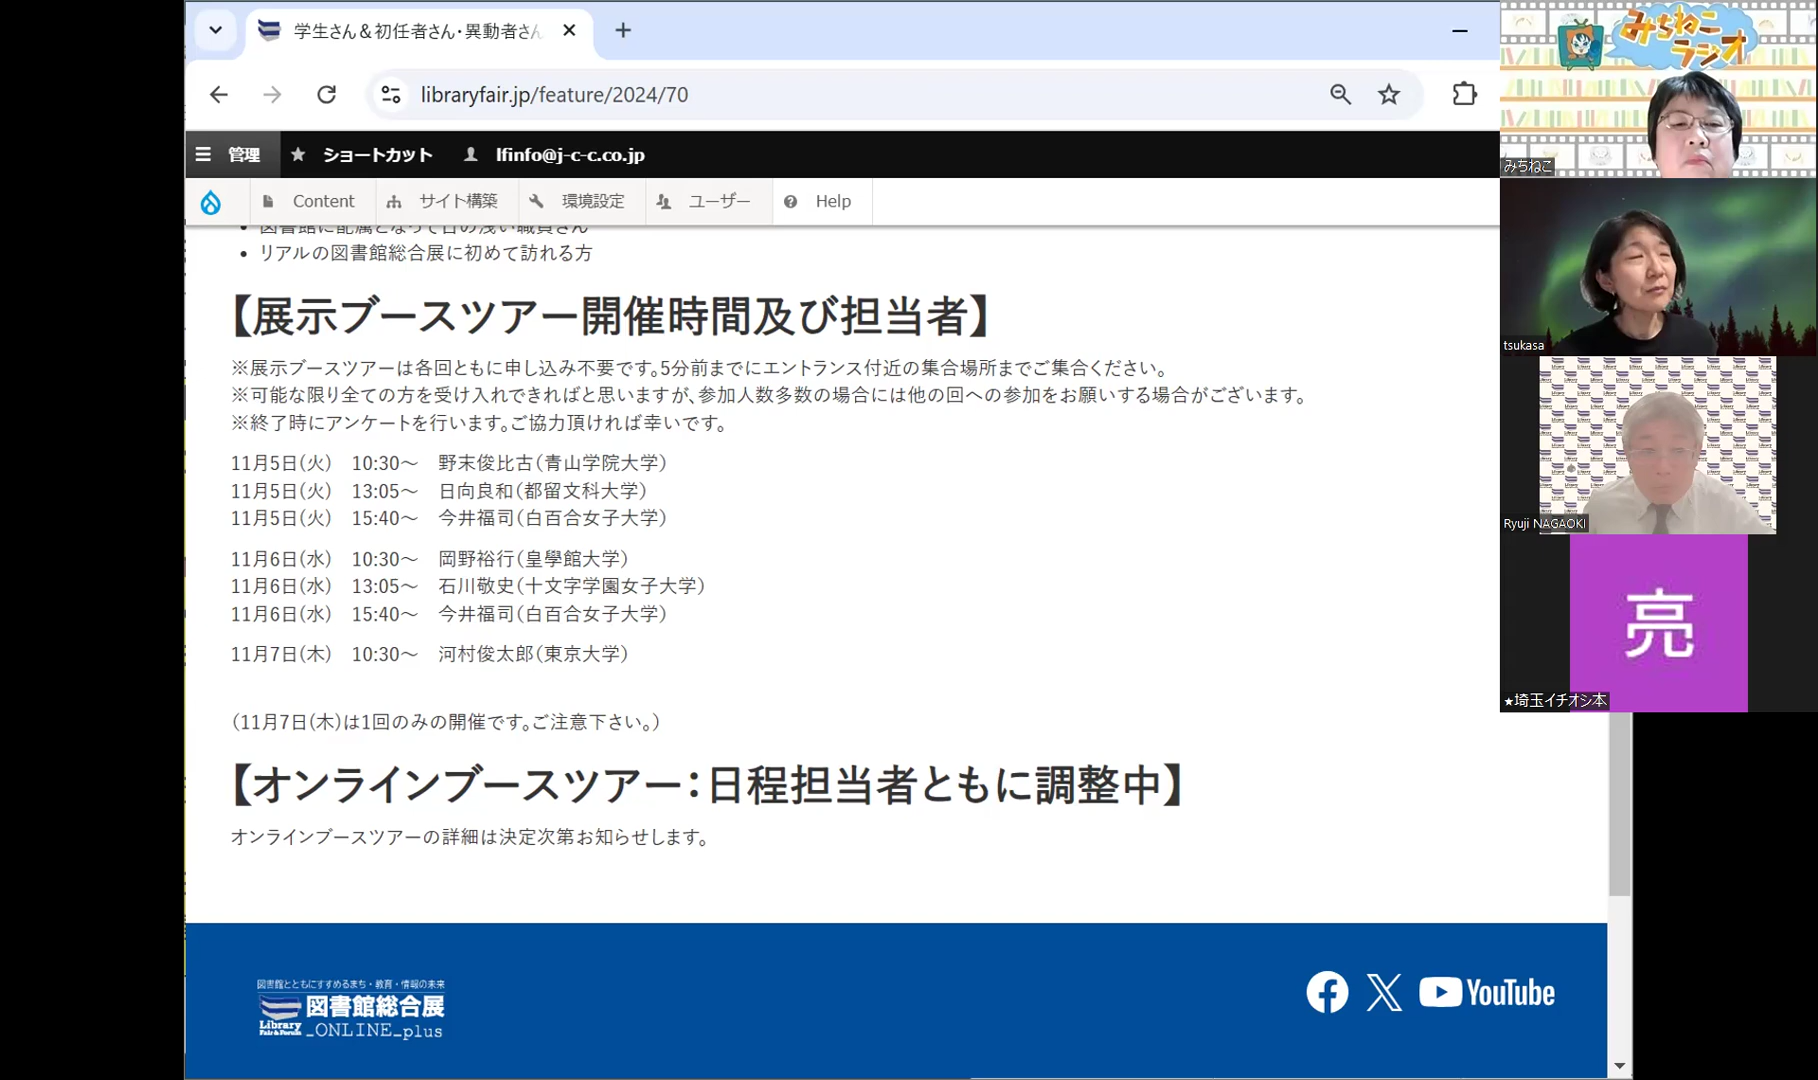 学生さん＆初任者さん・異動者さん
libraryfair.jp/feature/2024/70
管理
ショートカット
lfinfo@j-c-c.co.jp
Content
サイト構築
環境設定
ユーザー
Help
図書館に配属となって日の浅い職員さん
リアルの図書館総合展に初めて訪れる方
【展示ブースツアー開催時間及び担当者】
※展示ブースツアーは各回ともに申し込み不要です。5分前までにエントランス付近の集合場所までご集合ください。
※可能な限り全ての方を受け入れできればと思いますが、参加人数多数の場合には他の回への参加をお願いする場合がございます。
※終了時にアンケートを行います。ご協力頂ければ幸いです。
11月5日(火)　10:30～　野末俊比古(青山学院大学)
11月5日(火)　13:05～　日向良和(都留文科大学)
11月5日(火)　15:40～　今井福司(白百合女子大学)
11月6日(水)　10:30～　岡野裕行(皇學館大学)
11月6日(水)　13:05～　石川敬史(十文字学園女子大学)
11月6日(水)　15:40～　今井福司(白百合女子大学)
11月7日(木)　10:30～　河村俊太郎(東京大学)
（11月7日(木)は1回のみの開催です。ご注意下さい。）
【オンラインブースツアー：日程担当者ともに調整中】
オンラインブースツアーの詳細は決定次第お知らせします。
図書館とともにすすめるまち・教育・情報の未来
図書館総合展
Library
Fair & Forum
_ONLINE_plus
YouTube
みちねこ
ラジオ
みちねこ
tsukasa
Ryuji NAGAOKI
亮
★埼玉イチオシ本